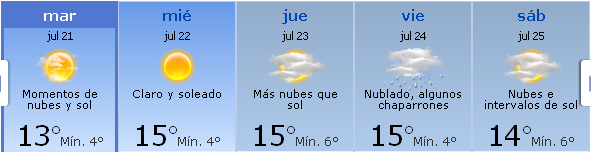 mar
jul 21
Momentos de
nubes y sol
13° Mín. 4°
mié
jul 22
Claro y soleado
15° Mín. 4°
jue
jul 23
Más nubes que
sol
15° Mín. 6°
vie
jul 24
Nublado, algunos
chaparrones
15° Mín. 4°
sáb
jul 25
Nubes e
intervalos de sol
14° Mín. 6°